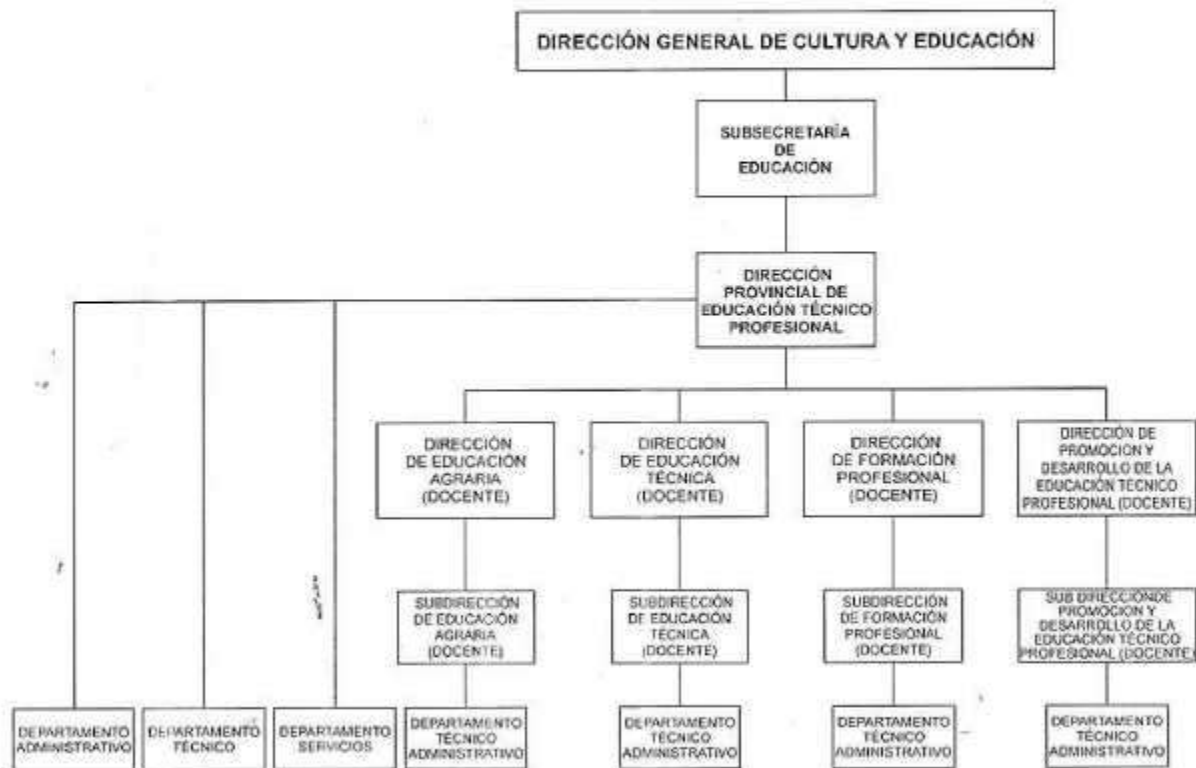 DIRECCIÓN GENERAL DE CULTURA Y EDUCACIÓN
SUBSECRETARÍA
DE
EDUCACIÓN
DIRECCIÓN
PROVINCIAL DE
EDUCACIÓN TÉCNICO
PROFESIONAL
DIRECCIÓN
DE EDUCACIÓN
AGRARIA
(DOCENTE)
DIRECCIÓN
DE EDUCACIÓN
TÉCNICA
(DOCENTE)
DIRECCIÓN
DE FORMACIÓN
PROFESIONAL
(DOCENTE)
DIRECCIÓN DE
PROMOCION Y
DESARROLLO DE LA
EDUCACIÓN TÉCNICO
PROFESIONAL (DOCENTE)
SUBDIRECCIÓN
DE EDUCACIÓN
AGRARIA
(DOCENTE)
SUBDIRECCIÓN
DE EDUCACIÓN
TÉCNICA
(DOCENTE)
SUBDIRECCIÓN
DE FORMACIÓN
PROFESIONAL
(DOCENTE)
SUB DIRECCIÓNDE
PROMOCION Y
DESARROLLO DE LA
EDUCACIÓN TÉCNICO
PROFESIONAL (DOCENTE)
DEPARTAMENTO
ADMINISTRATIVO
DEPARTAMENTO
TÉCNICO
DEPARTAMENTO
SERVICIOS
DEPARTAMENTO
TÉCNICO
ADMINISTRATIVO
DEPARTAMENTO
TÉCNICO
ADMINISTRATIVO
DEPARTAMENTO
TÉCNICO
ADMINISTRATIVO
DEPARTAMENTO
TÉCNICO
ADMINISTRATIVO